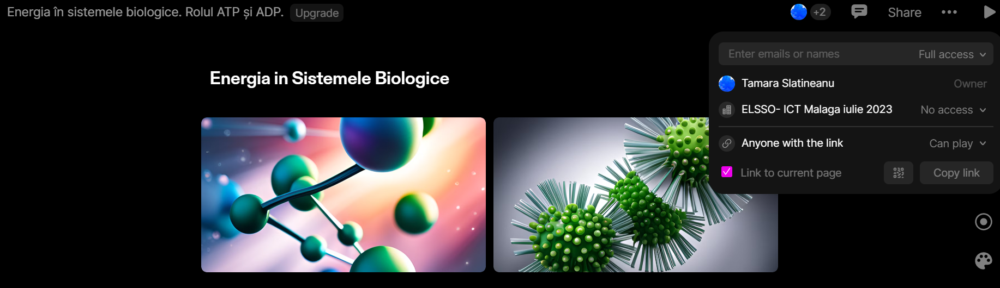 Energia în sistemele biologice. Rolul ATP și ADP. Upgrade
+2 Share
Enter emails or names Full access
Energia in Sistemele Biologice
Tamara Slatineanu Owner
ELSSO- ICT Malaga iulie 2023 No access
Anyone with the link Can play
Link to current page Copy link